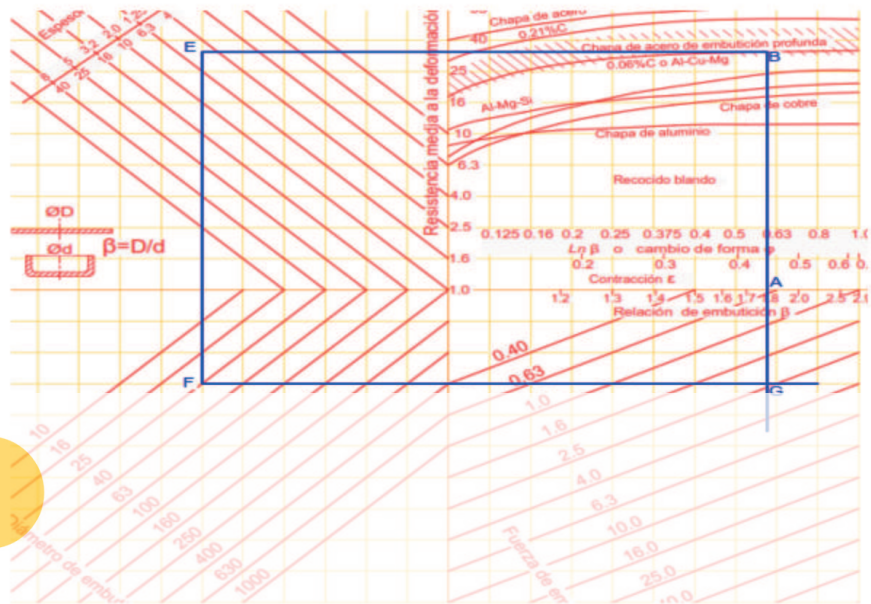 Espesor
6 5 3,2 2.0 1,25
40 25 16 10 6.3 4
Resistencia media a la deformación
40
25
16
10
6.3
4.0
2.5
1.6
1.0
Chapa de acero
0.21%C
Chapa de acero de embutición profunda
0.06%C o Al-Cu-Mg
Al-Mg-Si
Chapa de cobre
Chapa de aluminio
Recocido blando
E
B
ØD
Ød
β=D/d
0.125 0.16 0.2 0.25 0.375 0.4 0.5 0.63 0.8 1.0
Ln β o cambio de forma φ
0.2 0.3 0.4 0.5 0.6
Contracción ε
A
1.2 1.3 1.4 1.5 1.6 1.7 1.8 2.0 2.5
Relación de embutición β
0.40
0.63
F
G
10
16
25
40
63
100
160
250
400
630
1000
Diámetro de embu
1.0
1.6
2.5
4.0
6.3
10.0
16.0
25.0
Fuerza de em